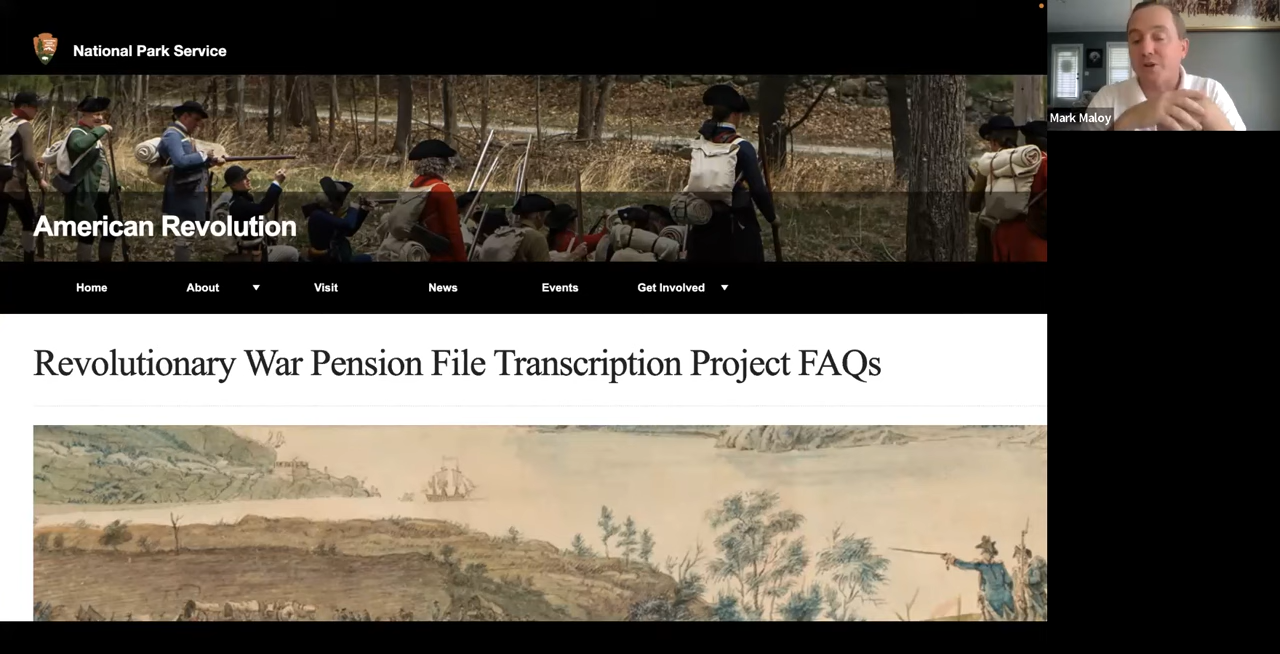 National Park Service
Mark Maloy
American Revolution
Home About Visit News Events Get Involved
Revolutionary War Pension File Transcription Project FAQs